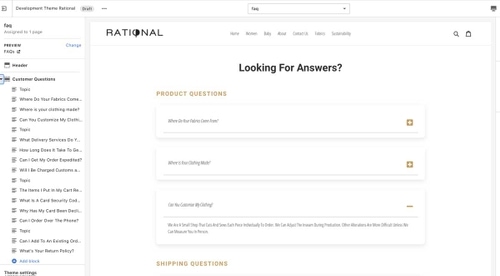 Development Theme Rational Draft ... faq
faq
Assigned to 1 page
PREVIEW Change
FAQs
Header
Customer Questions
Topic
Where Do Your Fabrics Come...
Where is your clothing made?
Can You Customize My Clothi...
Topic
What Delivery Services Do Y...
How Long Does It Take To Ge...
Can I Get My Order Expedited?
Will I Be Charged Customs a...
Topic
The Items I Put In My Cart Re...
What Is A Card Security Cod...
Why Has My Card Been Decl...
Can I Order Over The Phone?
Topic
Can I Add To An Existing Ord...
What's Your Return Policy?
Add block
Theme settings
RATIONAL
Home Women Baby About Contact Us Fabrics Sustainability
Looking For Answers?
PRODUCT QUESTIONS
Where Do Your Fabrics Come From?
Where Is Your Clothing Made?
Can You Customize My Clothing?
We Are A Small Shop That Cuts And Sews Each Piece Individually To Order. We Can Adjust The Inseam During Production. Other Alterations Are More Difficult Unless We
Can Measure You In Person.
SHIPPING QUESTIONS